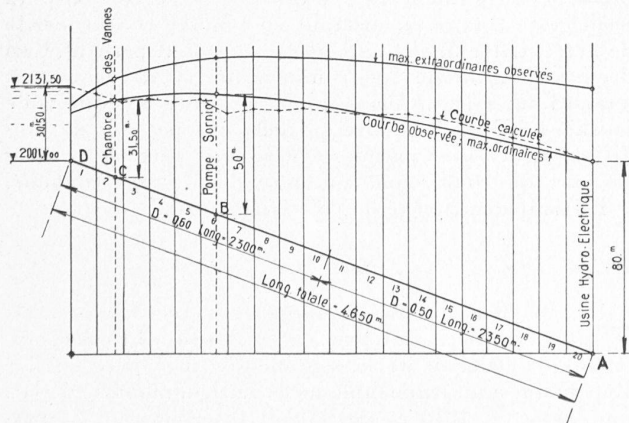 Chambre des Vannes
max. extraordinaires observés
2131,50
30,50 m
31,50 m
Pompe Sorniot
50 m
Courbe calculée
Courbe observée; max. ordinaires
2001,00
D
C
B
A
1
2
3
4
5
6
7
8
9
10
11
12
13
14
15
16
17
18
19
20
D = 0,60 Long = 2300 m.
D = 0.50 Long. = 2350 m.
Long totale = 4650 m.
80 m
Usine Hydro-Electrique